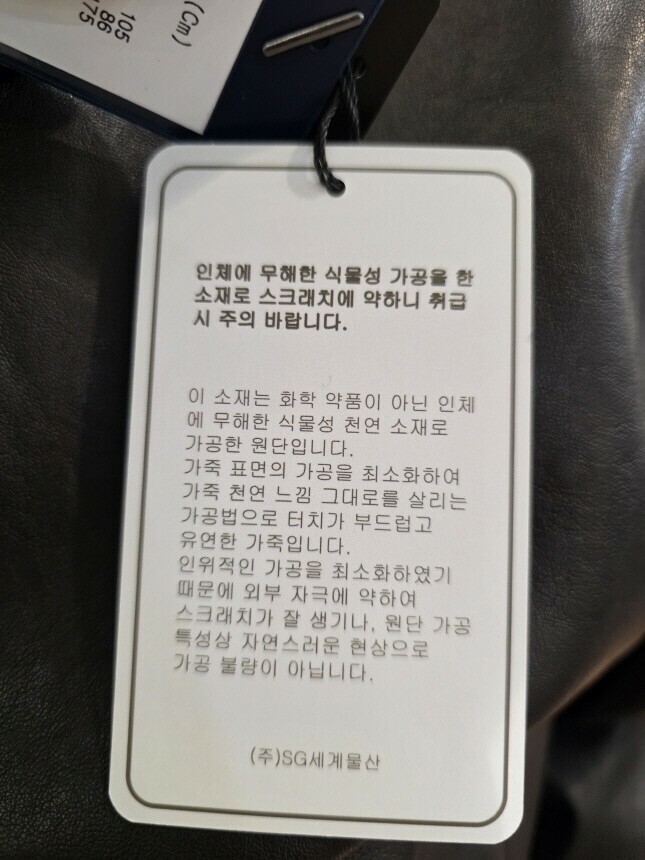 (Cm)
105
86
75
인체에 무해한 식물성 가공을 한
소재로 스크래치에 약하니 취급
시 주의 바랍니다.
이 소재는 화학 약품이 아닌 인체
에 무해한 식물성 천연 소재로
가공한 원단입니다.
가죽 표면의 가공을 최소화하여
가죽 천연 느낌 그대로를 살리는
가공법으로 터치가 부드럽고
유연한 가죽입니다.
인위적인 가공을 최소화하였기
때문에 외부 자극에 약하여
스크래치가 잘 생기나, 원단 가공
특성상 자연스러운 현상으로
가공 불량이 아닙니다.
(주)SG세계물산